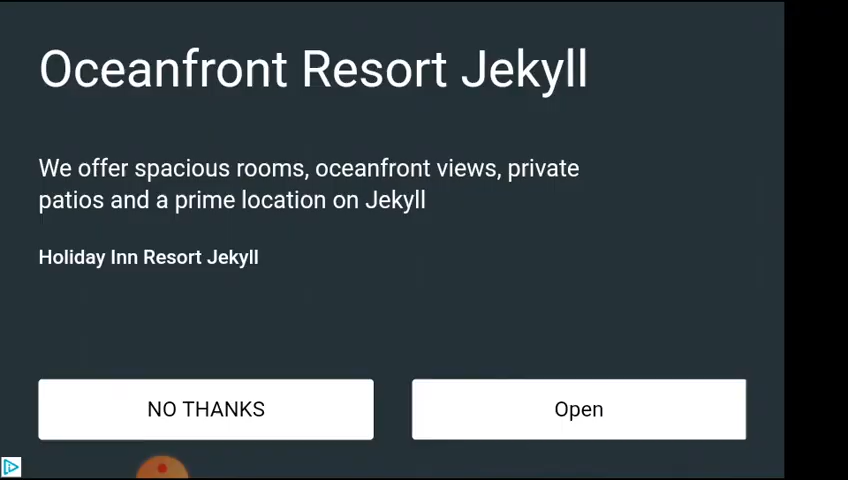 Oceanfront Resort Jekyll
We offer spacious rooms, oceanfront views, private
patios and a prime location on Jekyll
Holiday Inn Resort Jekyll
NO THANKS
Open